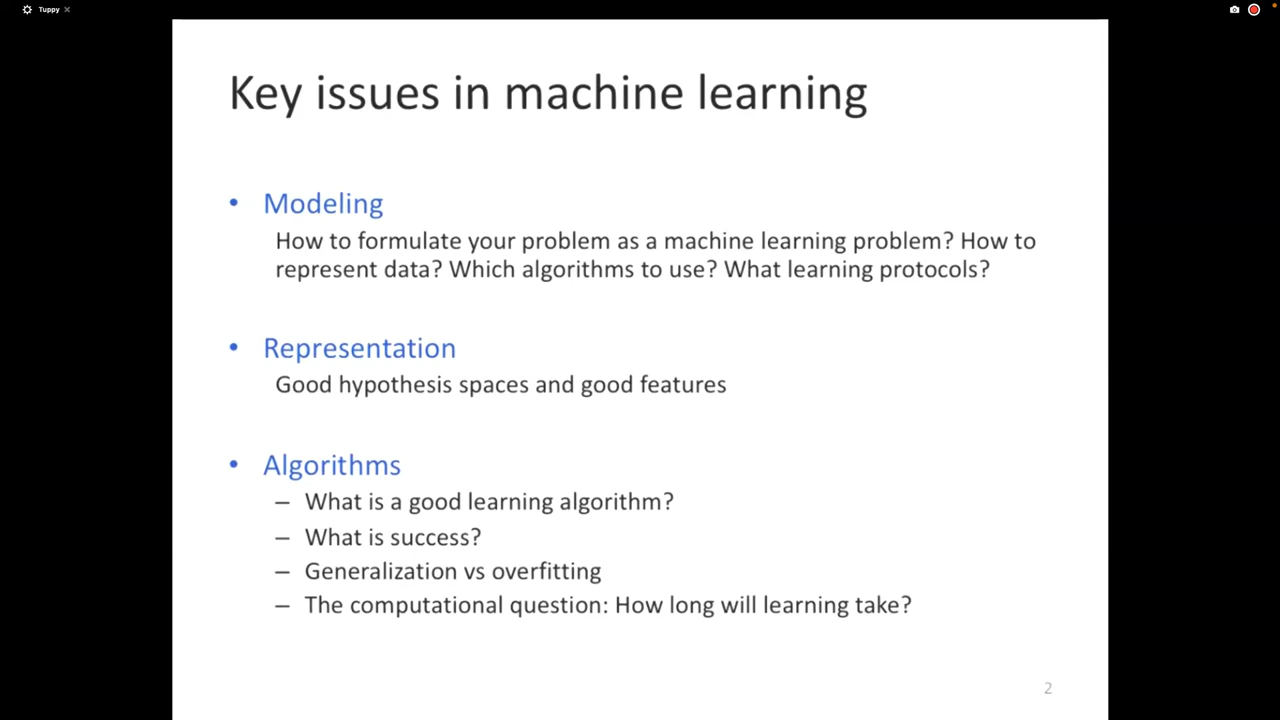 Tuppy
Key issues in machine learning
• Modeling
How to formulate your problem as a machine learning problem? How to
represent data? Which algorithms to use? What learning protocols?
• Representation
Good hypothesis spaces and good features
• Algorithms
– What is a good learning algorithm?
– What is success?
– Generalization vs overfitting
– The computational question: How long will learning take?
2